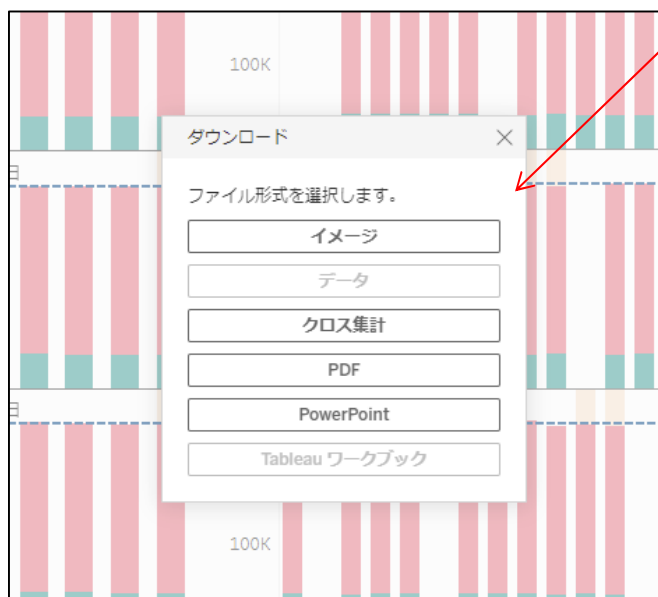 100K
ダウンロード
日
ファイル形式を選択します。
イメージ
データ
クロス集計
PDF
PowerPoint
日
Tableau ワークブック
100K